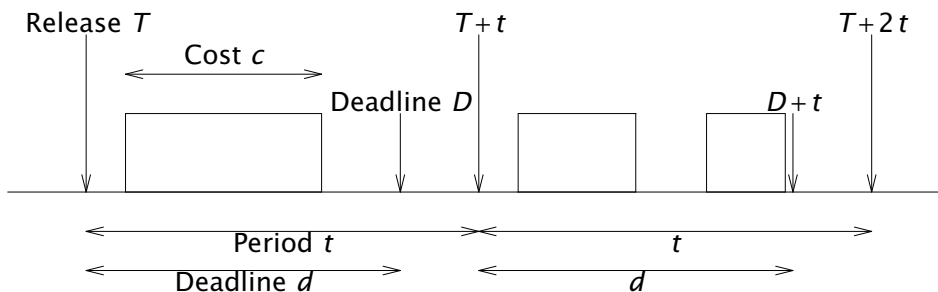 Release T
T+t
T+2t
Cost c
Deadline D
D+t
Period t
t
Deadline d
d